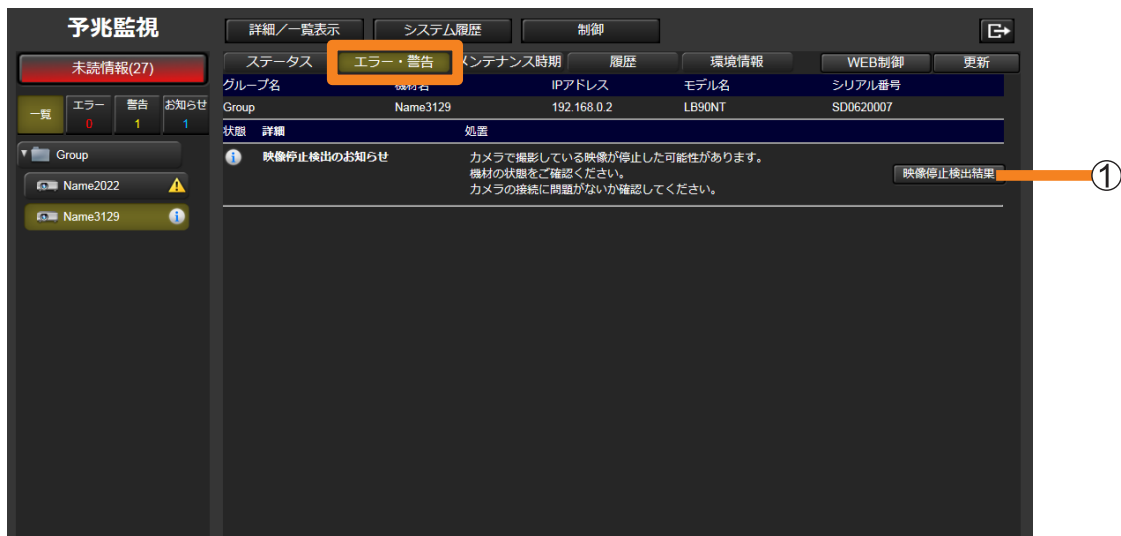 予兆監視
詳細／一覧表示 システム履歴 制御
未読情報(27)
ステータス エラー・警告 メンテナンス時期 履歴 環境情報 WEB制御 更新
一覧 エラー 0 警告 1 お知らせ 1
グループ名 機材名 IPアドレス モデル名 シリアル番号
Group Name3129 192.168.0.2 LB90NT SD0620007
状態 詳細 処置
Group
Name2022
Name3129
映像停止検出のお知らせ
カメラで撮影している映像が停止した可能性があります。
機材の状態をご確認ください。
カメラの接続に問題がないか確認してください。
映像停止検出結果
①